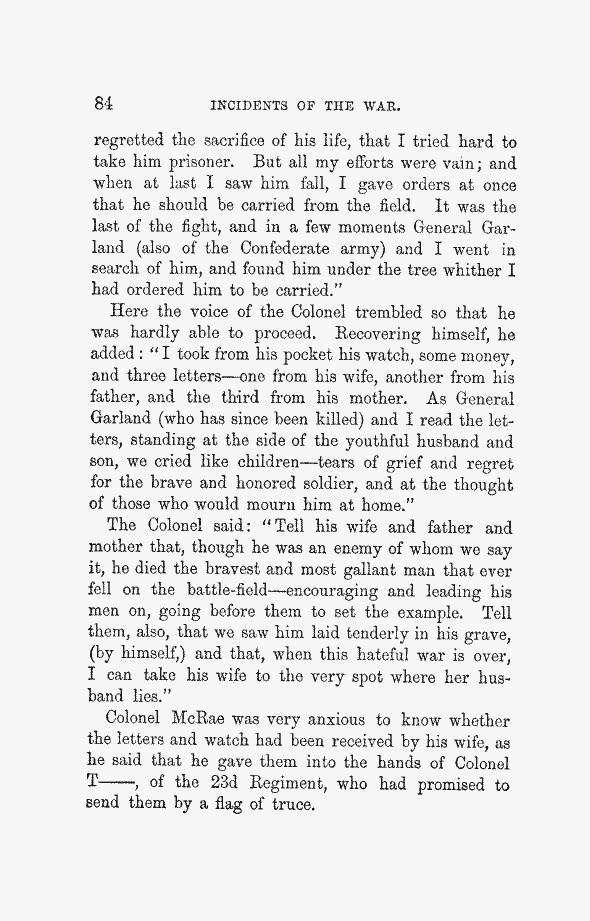 84 INCIDENTS OF THE WAR.
regretted the sacrifice of his life, that I tried hard to
take him prisoner. But all my efforts were vain; and
when at last I saw him fall, I gave orders at once
that he should be carried from the field. It was the
last of the fight, and in a few moments General Gar-
land (also of the Confederate army) and I went in
search of him, and found him under the tree whither I
had ordered him to be carried."
Here the voice of the Colonel trembled so that he
was hardly able to proceed. Recovering himself, he
added: "I took from his pocket his watch, some money,
and three letters—one from his wife, another from his
father, and the third from his mother. As General
Garland (who has since been killed) and I read the let-
ters, standing at the side of the youthful husband and
son, we cried like children—tears of grief and regret
for the brave and honored soldier, and at the thought
of those who would mourn him at home."
The Colonel said: "Tell his wife and father and
mother that, though he was an enemy of whom we say
it, he died the bravest and most gallant man that ever
fell on the battle-field—encouraging and leading his
men on, going before them to set the example. Tell
them, also, that we saw him laid tenderly in his grave,
(by himself,) and that, when this hateful war is over,
I can take his wife to the very spot where her hus-
band lies."
Colonel McRae was very anxious to know whether
the letters and watch had been received by his wife, as
he said that he gave them into the hands of Colonel
T——, of the 23d Regiment, who had promised to
send them by a flag of truce.